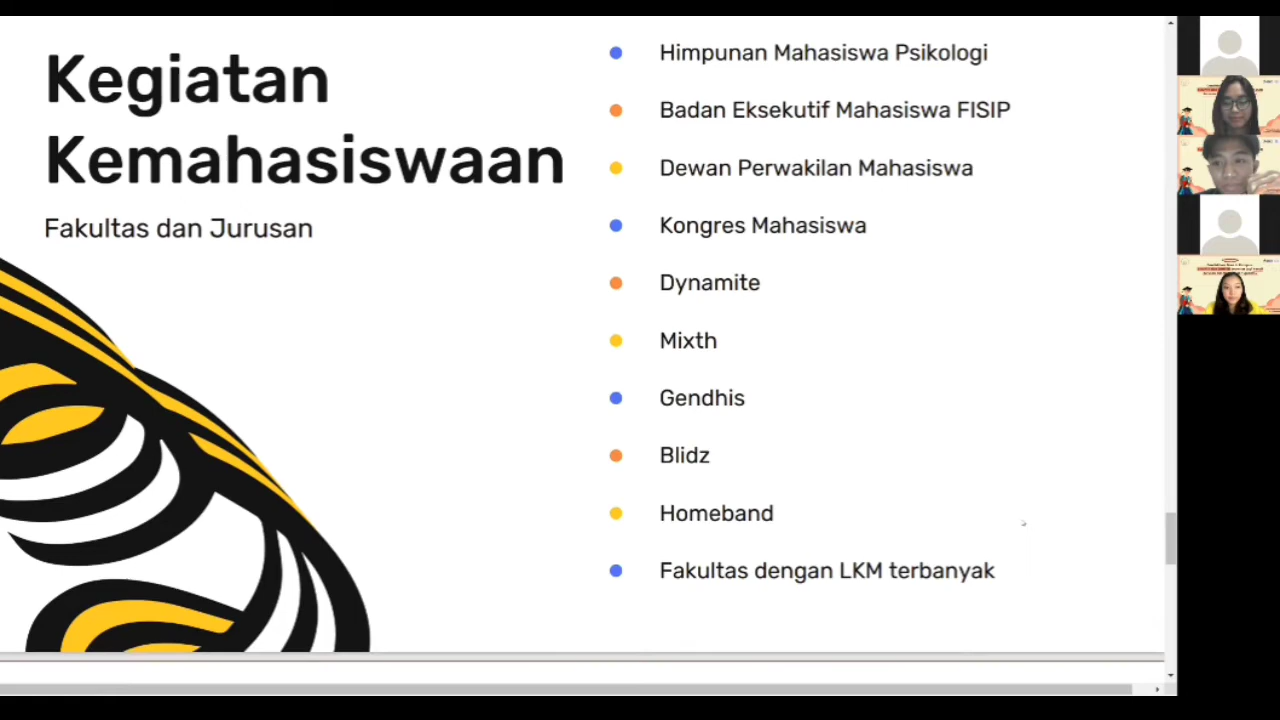 Kegiatan
Kemahasiswaan
Fakultas dan Jurusan
Himpunan Mahasiswa Psikologi
Badan Eksekutif Mahasiswa FISIP
Dewan Perwakilan Mahasiswa
Kongres Mahasiswa
Dynamite
Mixth
Gendhis
Blidz
Homeband
Fakultas dengan LKM terbanyak